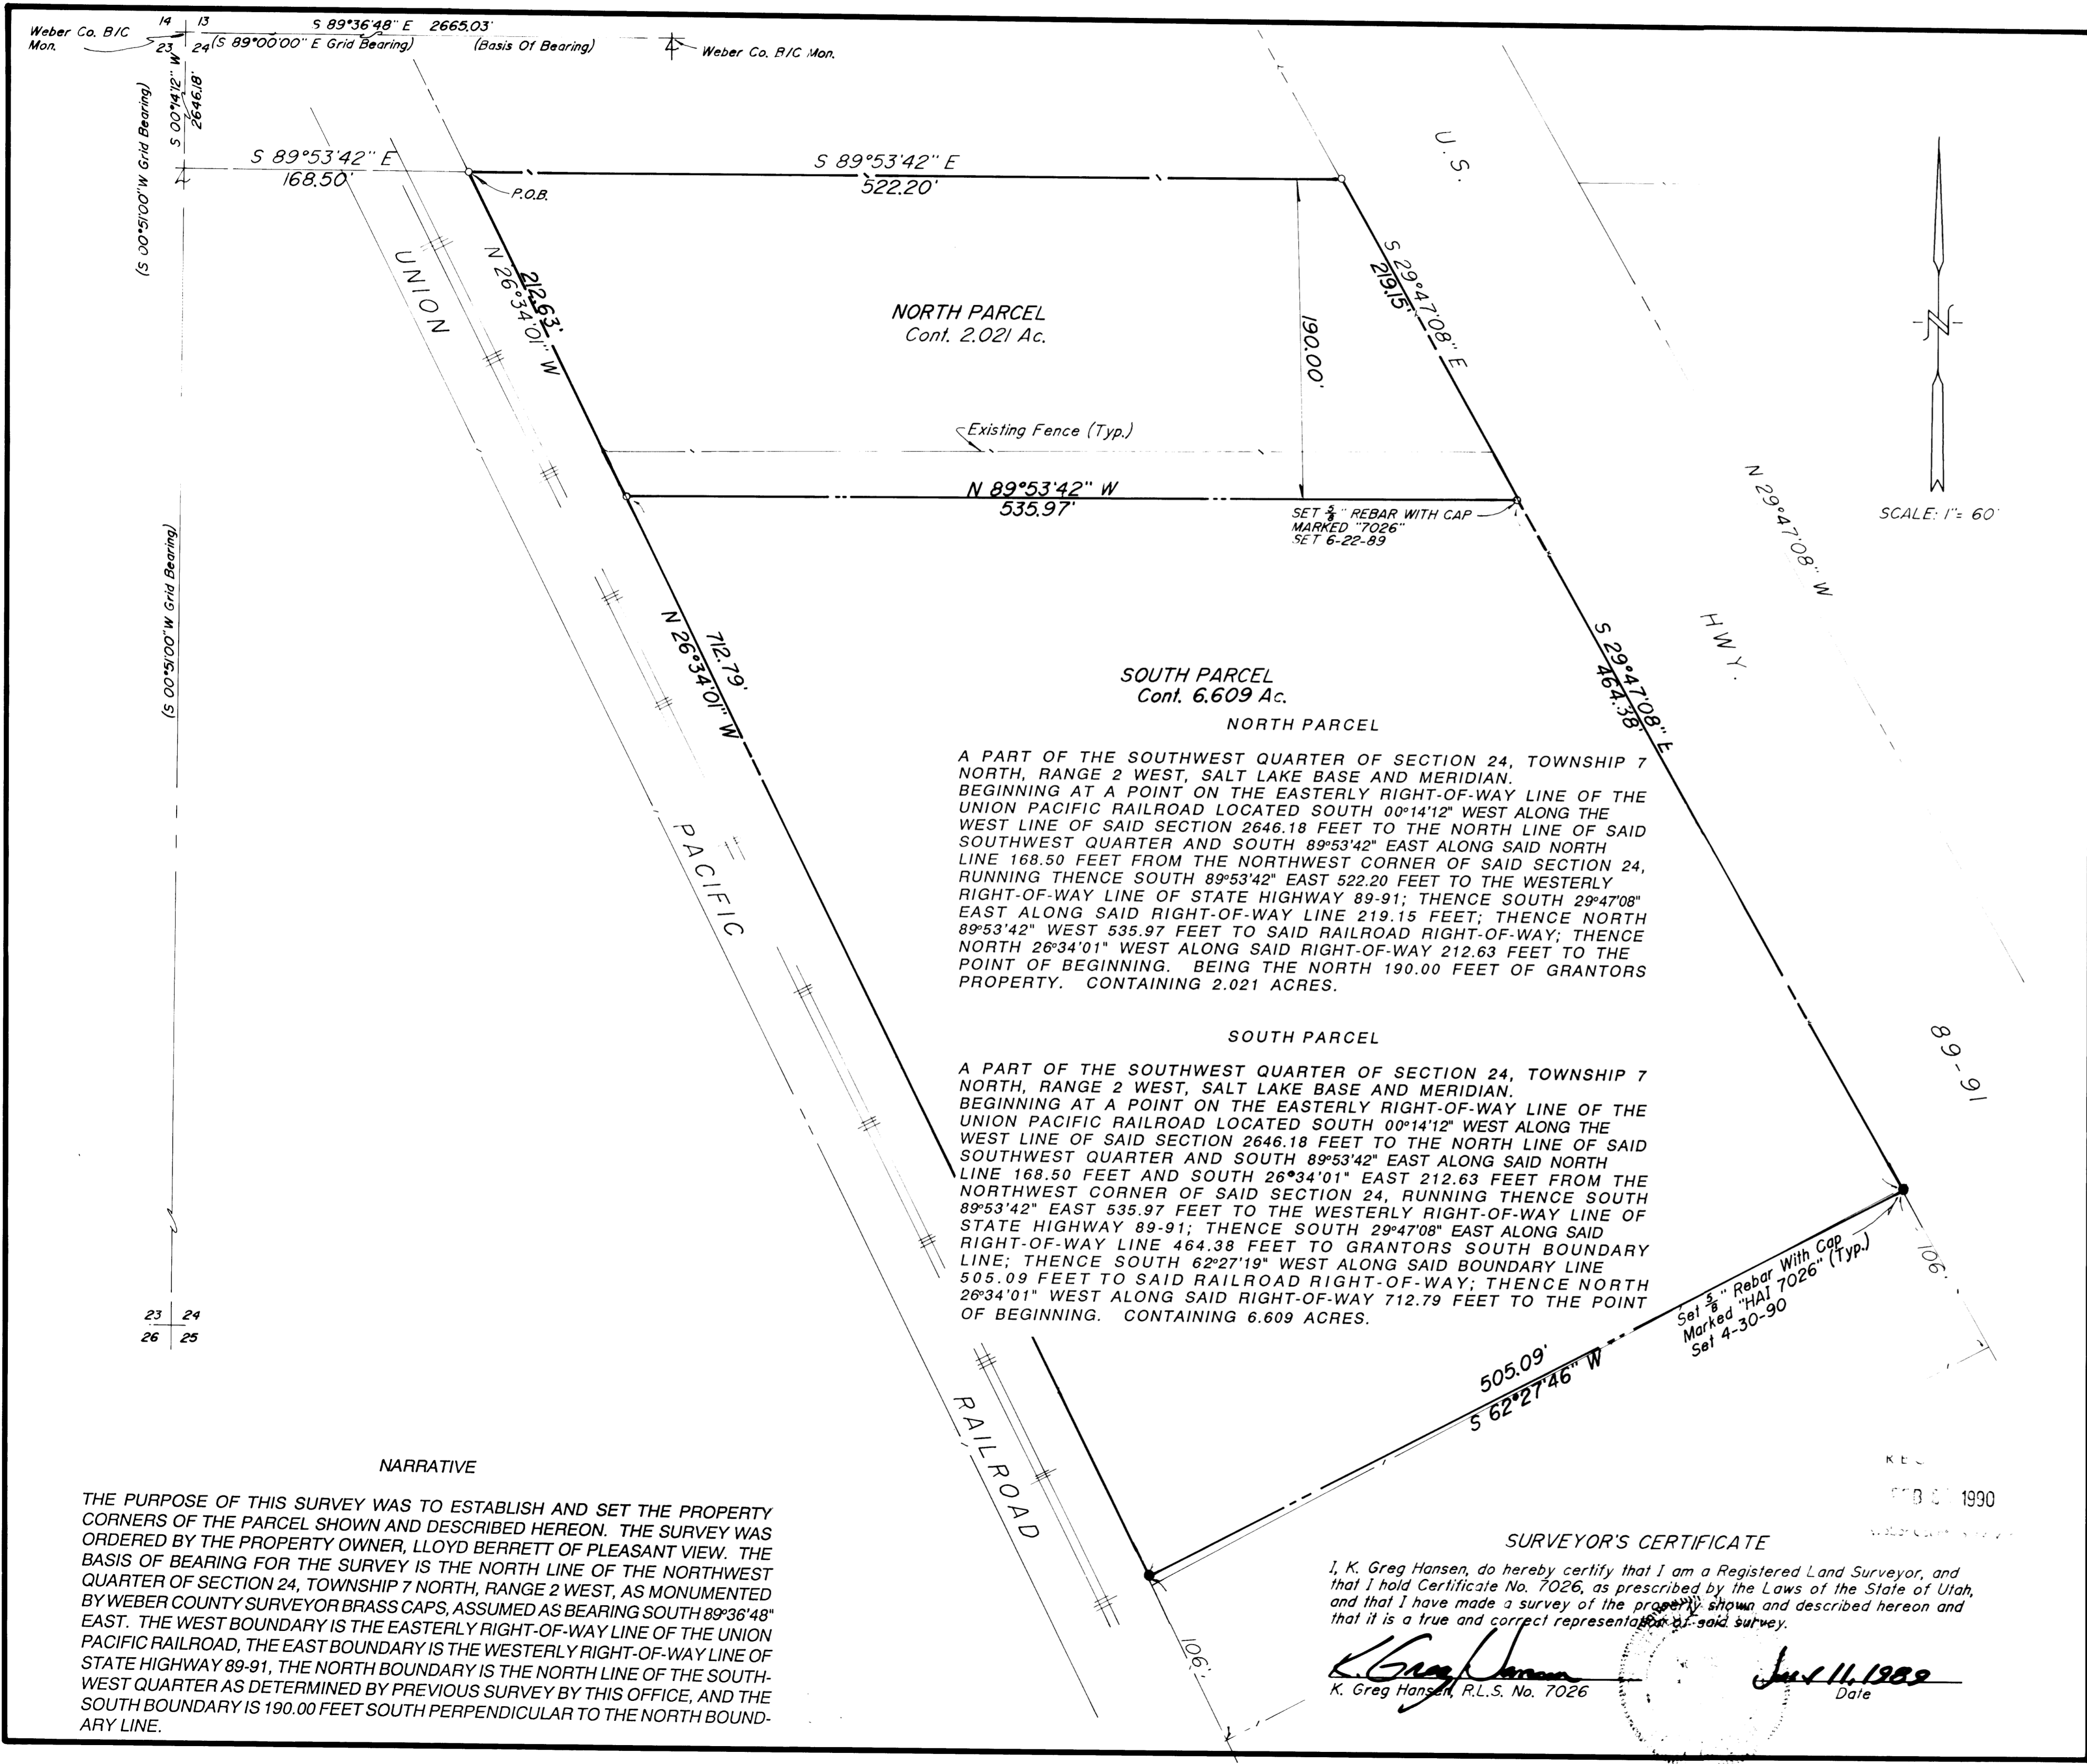 Weber Co. B/C
Mon.
14 13
23 24
S 89°36'48" E 2665.03'
(S 89°00'00" E Grid Bearing) (Basis Of Bearing)
Weber Co. B/C Mon.
S 00°14'12" W
2646.18'
(S 00°51'00"W Grid Bearing)
S 89°53'42" E
168.50'
P.O.B.
S 89°53'42" E
522.20'
U.S.
UNION
212.63'
N 26°34'01" W
NORTH PARCEL
Cont. 2.021 Ac.
190.00'
S 29°47'08" E
219.15'
Existing Fence (Typ.)
N 89°53'42" W
535.97'
SET 5/8" REBAR WITH CAP
MARKED "7026"
SET 6-22-89
N 29°47'08" W
N
SCALE: 1"= 60'
HWY.
(S 00°51'00"W Grid Bearing)
712.79'
N 26°34'01" W
S 29°47'08" E
464.38'
SOUTH PARCEL
Cont. 6.609 Ac.
NORTH PARCEL
A PART OF THE SOUTHWEST QUARTER OF SECTION 24, TOWNSHIP 7
NORTH, RANGE 2 WEST, SALT LAKE BASE AND MERIDIAN.
BEGINNING AT A POINT ON THE EASTERLY RIGHT-OF-WAY LINE OF THE
UNION PACIFIC RAILROAD LOCATED SOUTH 00°14'12" WEST ALONG THE
WEST LINE OF SAID SECTION 2646.18 FEET TO THE NORTH LINE OF SAID
SOUTHWEST QUARTER AND SOUTH 89°53'42" EAST ALONG SAID NORTH
LINE 168.50 FEET FROM THE NORTHWEST CORNER OF SAID SECTION 24,
RUNNING THENCE SOUTH 89°53'42" EAST 522.20 FEET TO THE WESTERLY
RIGHT-OF-WAY LINE OF STATE HIGHWAY 89-91; THENCE SOUTH 29°47'08"
EAST ALONG SAID RIGHT-OF-WAY LINE 219.15 FEET; THENCE NORTH
89°53'42" WEST 535.97 FEET TO SAID RAILROAD RIGHT-OF-WAY; THENCE
NORTH 26°34'01" WEST ALONG SAID RIGHT-OF-WAY 212.63 FEET TO THE
POINT OF BEGINNING. BEING THE NORTH 190.00 FEET OF GRANTORS
PROPERTY. CONTAINING 2.021 ACRES.
PACIFIC
SOUTH PARCEL
A PART OF THE SOUTHWEST QUARTER OF SECTION 24, TOWNSHIP 7
NORTH, RANGE 2 WEST, SALT LAKE BASE AND MERIDIAN.
BEGINNING AT A POINT ON THE EASTERLY RIGHT-OF-WAY LINE OF THE
UNION PACIFIC RAILROAD LOCATED SOUTH 00°14'12" WEST ALONG THE
WEST LINE OF SAID SECTION 2646.18 FEET TO THE NORTH LINE OF SAID
SOUTHWEST QUARTER AND SOUTH 89°53'42" EAST ALONG SAID NORTH
LINE 168.50 FEET AND SOUTH 26°34'01" EAST 212.63 FEET FROM THE
NORTHWEST CORNER OF SAID SECTION 24, RUNNING THENCE SOUTH
89°53'42" EAST 535.97 FEET TO THE WESTERLY RIGHT-OF-WAY LINE OF
STATE HIGHWAY 89-91; THENCE SOUTH 29°47'08" EAST ALONG SAID
RIGHT-OF-WAY LINE 464.38 FEET TO GRANTORS SOUTH BOUNDARY
LINE; THENCE SOUTH 62°27'19" WEST ALONG SAID BOUNDARY LINE
505.09 FEET TO SAID RAILROAD RIGHT-OF-WAY; THENCE NORTH
26°34'01" WEST ALONG SAID RIGHT-OF-WAY 712.79 FEET TO THE POINT
OF BEGINNING. CONTAINING 6.609 ACRES.
89-91
106'
Set 5/8" Rebar With Cap
Marked "HAI 7026" (Typ.)
Set 4-30-90
23 24
26 25
505.09'
S 62°27'46" W
RAILROAD
106'
NARRATIVE
THE PURPOSE OF THIS SURVEY WAS TO ESTABLISH AND SET THE PROPERTY
CORNERS OF THE PARCEL SHOWN AND DESCRIBED HEREON. THE SURVEY WAS
ORDERED BY THE PROPERTY OWNER, LLOYD BERRETT OF PLEASANT VIEW. THE
BASIS OF BEARING FOR THE SURVEY IS THE NORTH LINE OF THE NORTHWEST
QUARTER OF SECTION 24, TOWNSHIP 7 NORTH, RANGE 2 WEST, AS MONUMENTED
BY WEBER COUNTY SURVEYOR BRASS CAPS, ASSUMED AS BEARING SOUTH 89°36'48"
EAST. THE WEST BOUNDARY IS THE EASTERLY RIGHT-OF-WAY LINE OF THE UNION
PACIFIC RAILROAD, THE EAST BOUNDARY IS THE WESTERLY RIGHT-OF-WAY LINE OF
STATE HIGHWAY 89-91, THE NORTH BOUNDARY IS THE NORTH LINE OF THE SOUTH-
WEST QUARTER AS DETERMINED BY PREVIOUS SURVEY BY THIS OFFICE, AND THE
SOUTH BOUNDARY IS 190.00 FEET SOUTH PERPENDICULAR TO THE NORTH BOUND-
ARY LINE.
1990
SURVEYOR'S CERTIFICATE
I, K. Greg Hansen, do hereby certify that I am a Registered Land Surveyor, and
that I hold Certificate No. 7026, as prescribed by the Laws of the State of Utah,
and that I have made a survey of the property shown and described hereon and
that it is a true and correct representation of said survey.
K. Greg Hansen
11, 1989
K. Greg Hansen, R.L.S. No. 7026
Date